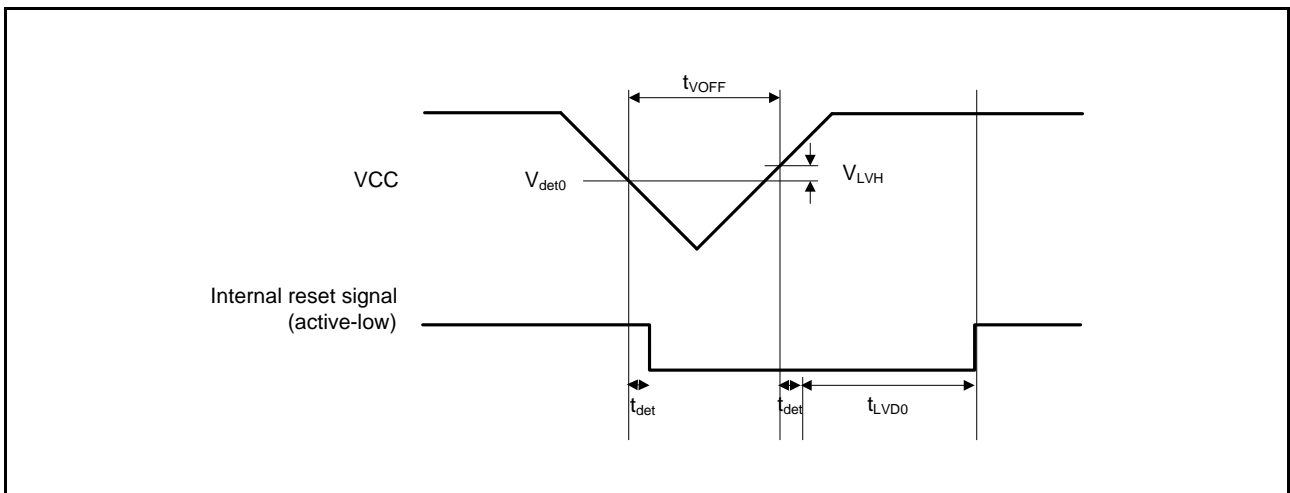 tVOFF
VCC
Vdet0
VLVH
Internal reset signal
(active-low)
tdet
tdet
tLVD0